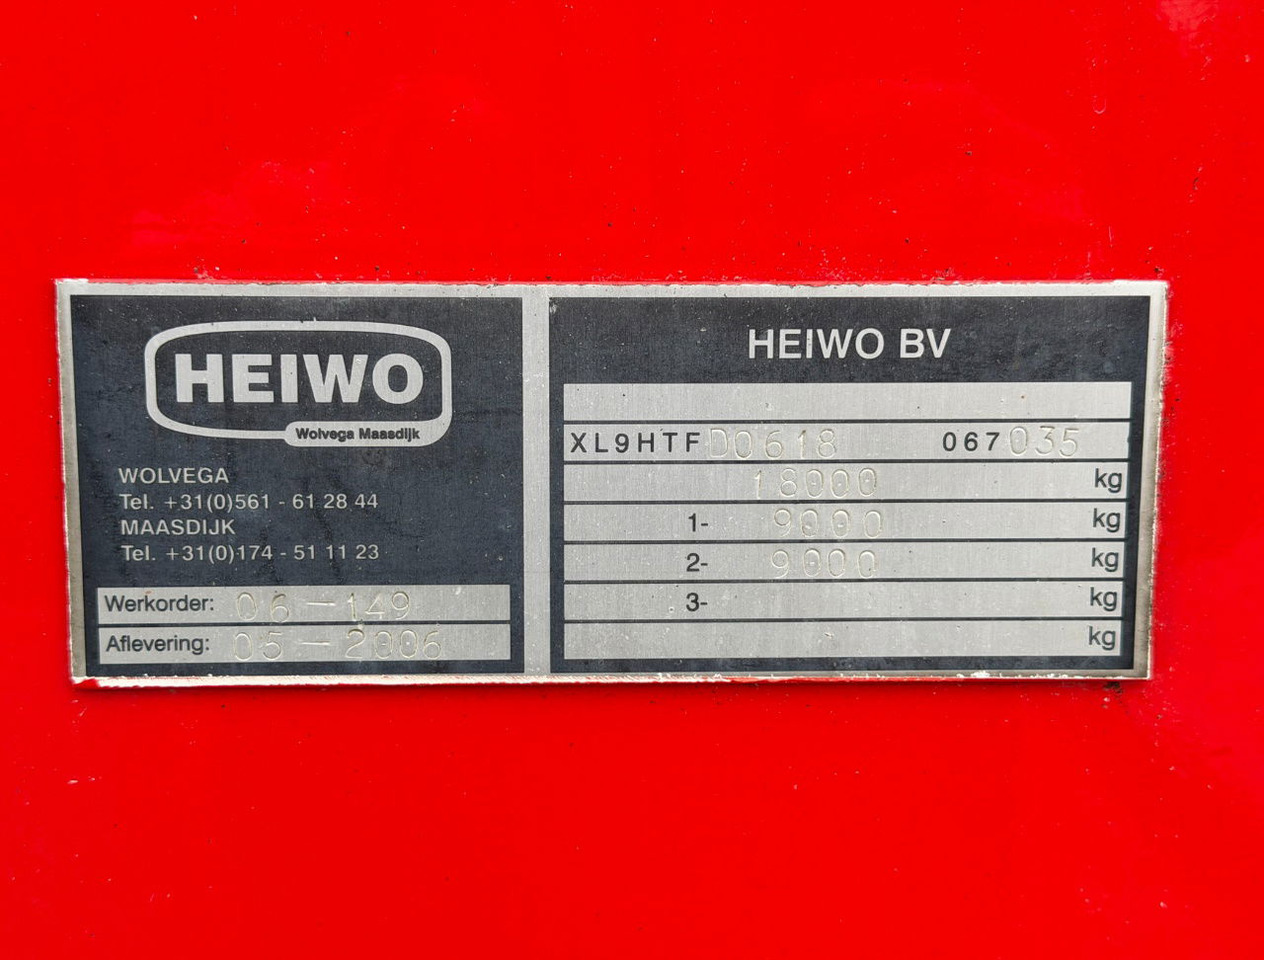 HEIWO
Wolvega Maasdijk
WOLVEGA
Tel. +31(0)561 - 61 28 44
MAASDIJK
Tel. +31(0)174 - 51 11 23
Werkorder: 06-149
Aflevering: 05-2006
HEIWO BV
XL9HTFD0618 067035
18000 kg
1- 9000 kg
2- 9000 kg
3- kg
kg